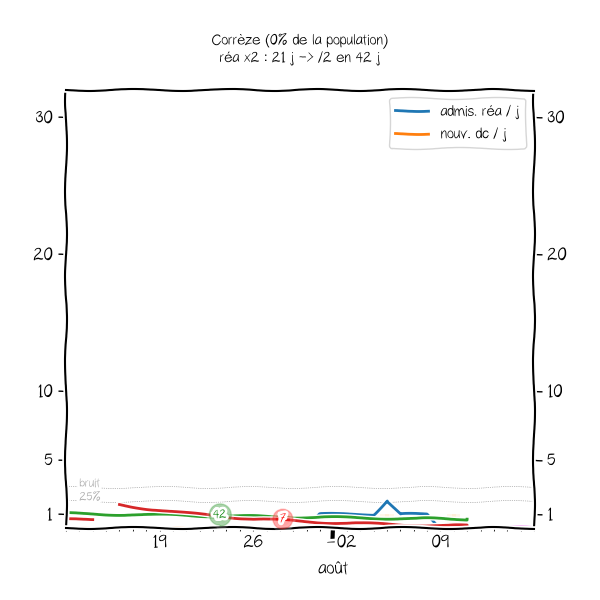 Corrèze (0% de la population)
réa x2 : 21 j -> /2 en 42 j
admis. réa / j
nouv. dc / j
30
30
20
20
10
10
5
5
bruit
25%
1
42
7
1
19
26
02
09
août